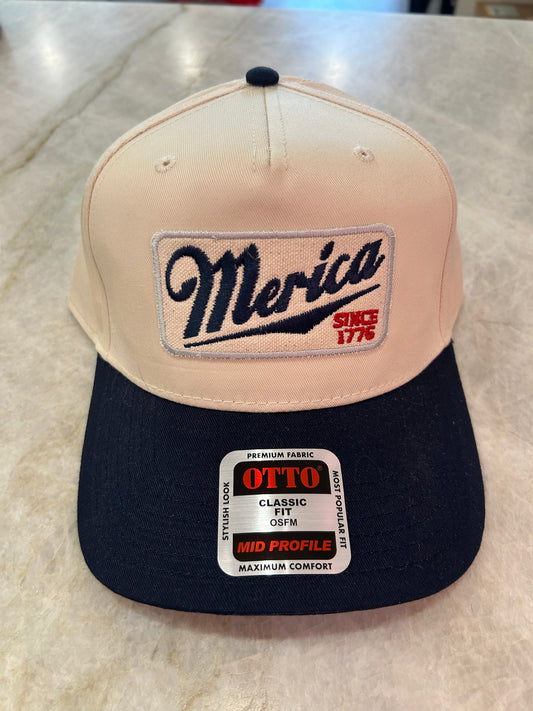 Merica
SINCE
1776
PREMIUM FABRIC
STYLISH LOOK
OTTO®
CLASSIC
FIT
OSFM
MID PROFILE
MOST POPULAR FIT
MAXIMUM COMFORT